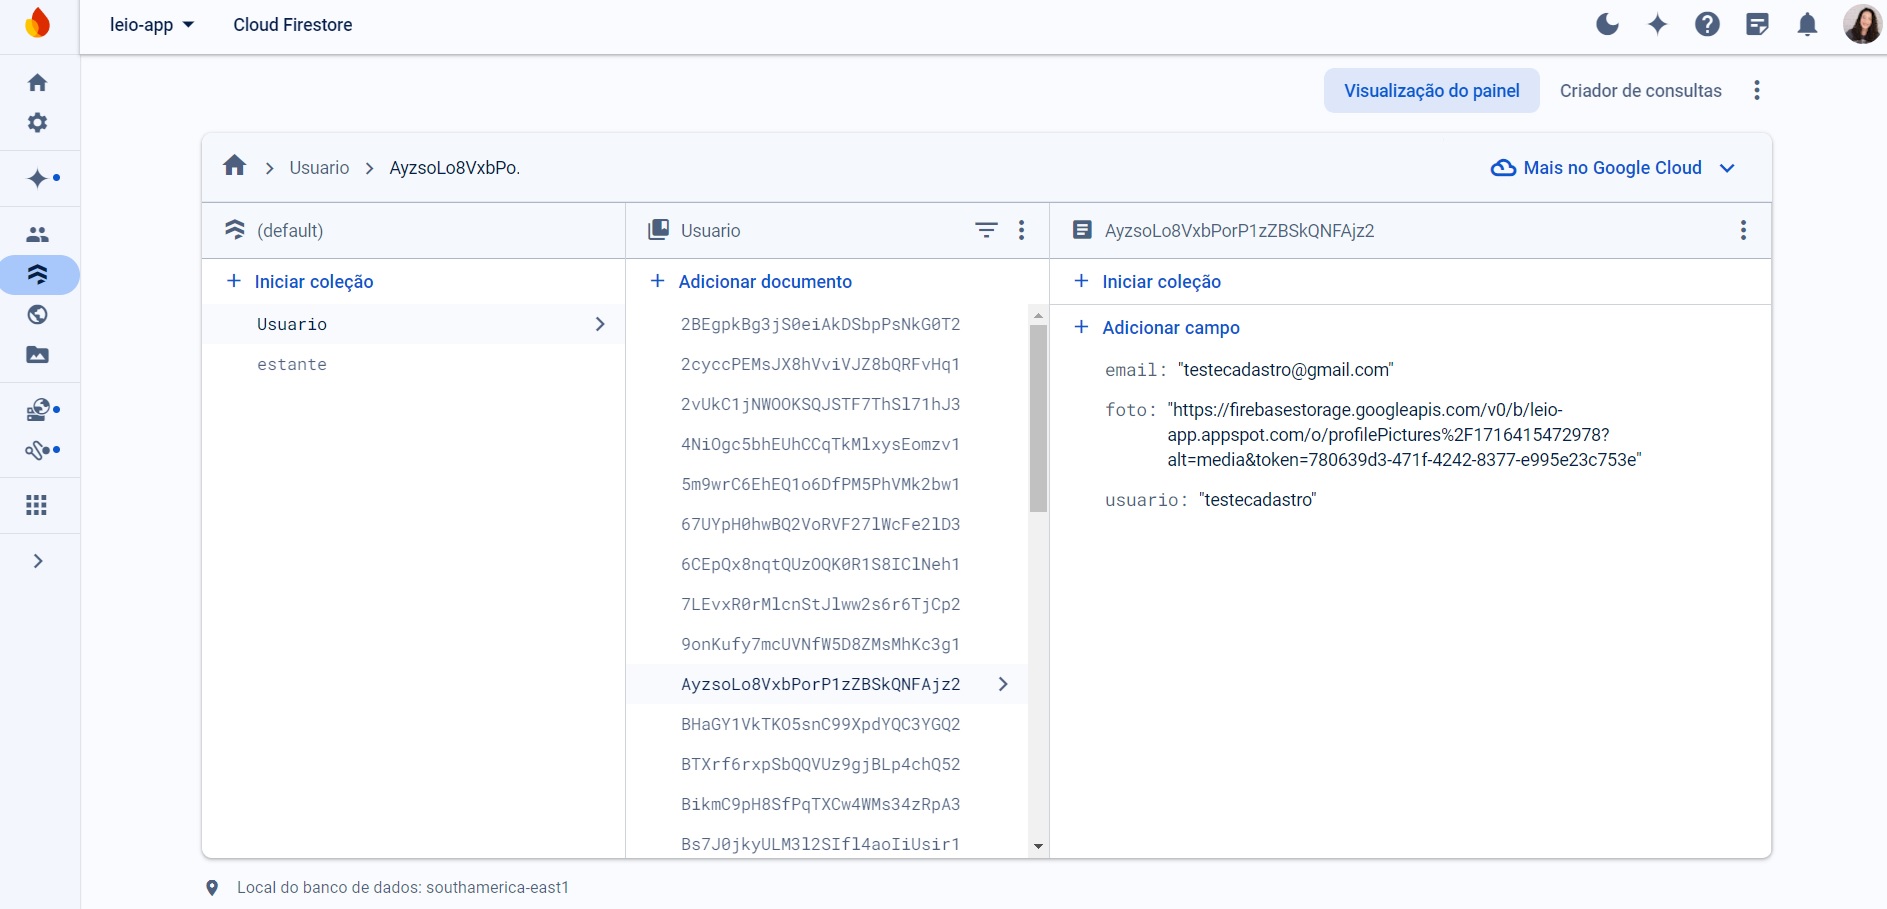 leio-app
Cloud Firestore
Visualização do painel
Criador de consultas
Usuario
AyzsoLo8VxbPo.
Mais no Google Cloud
(default)
Usuario
AyzsoLo8VxbPorP1zZBSkQNFAjz2
Iniciar coleção
Adicionar documento
Iniciar coleção
Usuario
estante
2BEgpkBg3jS0eiAkDSbpPsNkG0T2
2cyccPEMsJX8hVviVJZ8bQRFvHq1
2vUkC1jNWOOKSQJSTF7ThSl71hJ3
4NiOgc5bhEUhCCqTkMlxysEomzv1
5m9wrC6EhEQ1o6DfPM5PhVMk2bw1
67UYpH0hwBQ2VoRVF27lWcFe2lD3
6CEpQx8nqtQUzOQK0R1S8IClNeh1
7LEvxR0rMlcnStJlww2s6r6TjCp2
9onKufy7mcUVNfW5D8ZMsMhKc3g1
AyzsoLo8VxbPorP1zZBSkQNFAjz2
BHaGY1VkTKO5snC99XpdYQC3YGQ2
BTXrf6rxpSbQQVUz9gjBLp4chQ52
BikmC9pH8SfPqTXCw4WMs34zRpA3
Bs7J0jkyULM3l2SIfl4aoIiUsir1
Adicionar campo
email: "testecadastro@gmail.com"
foto: "https://firebasestorage.googleapis.com/v0/b/leio-
app.appspot.com/o/profilePictures%2F1716415472978?
alt=media&token=780639d3-471f-4242-8377-e995e23c753e"
usuario: "testecadastro"
Local do banco de dados: southamerica-east1